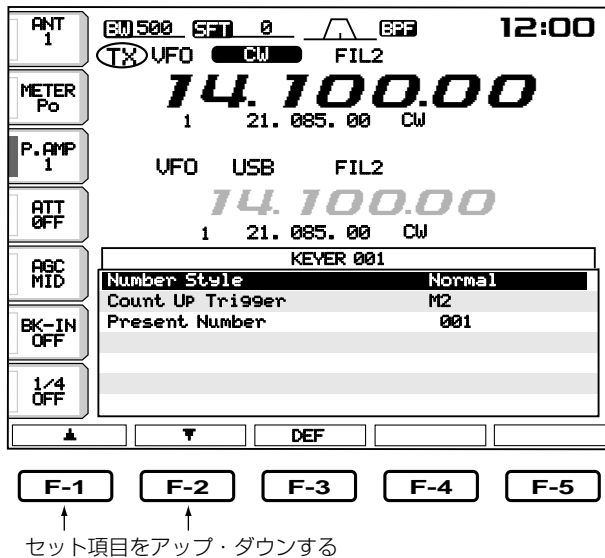 ANT
1
BW 500 SFT 0 BPF 12:00
TX VFO CW FIL2
METER
Po
14.100.00
1 21.085.00 CW
P.AMP
1
VFO USB FIL2
ATT
OFF
14.100.00
1 21.085.00 CW
AGC
MID
KEYER 001
Number Style Normal
Count Up Trigger M2
Present Number 001
BK-IN
OFF
1/4
OFF
▲ ▼ DEF
F-1 F-2 F-3 F-4 F-5
セット項目をアップ・ダウンする